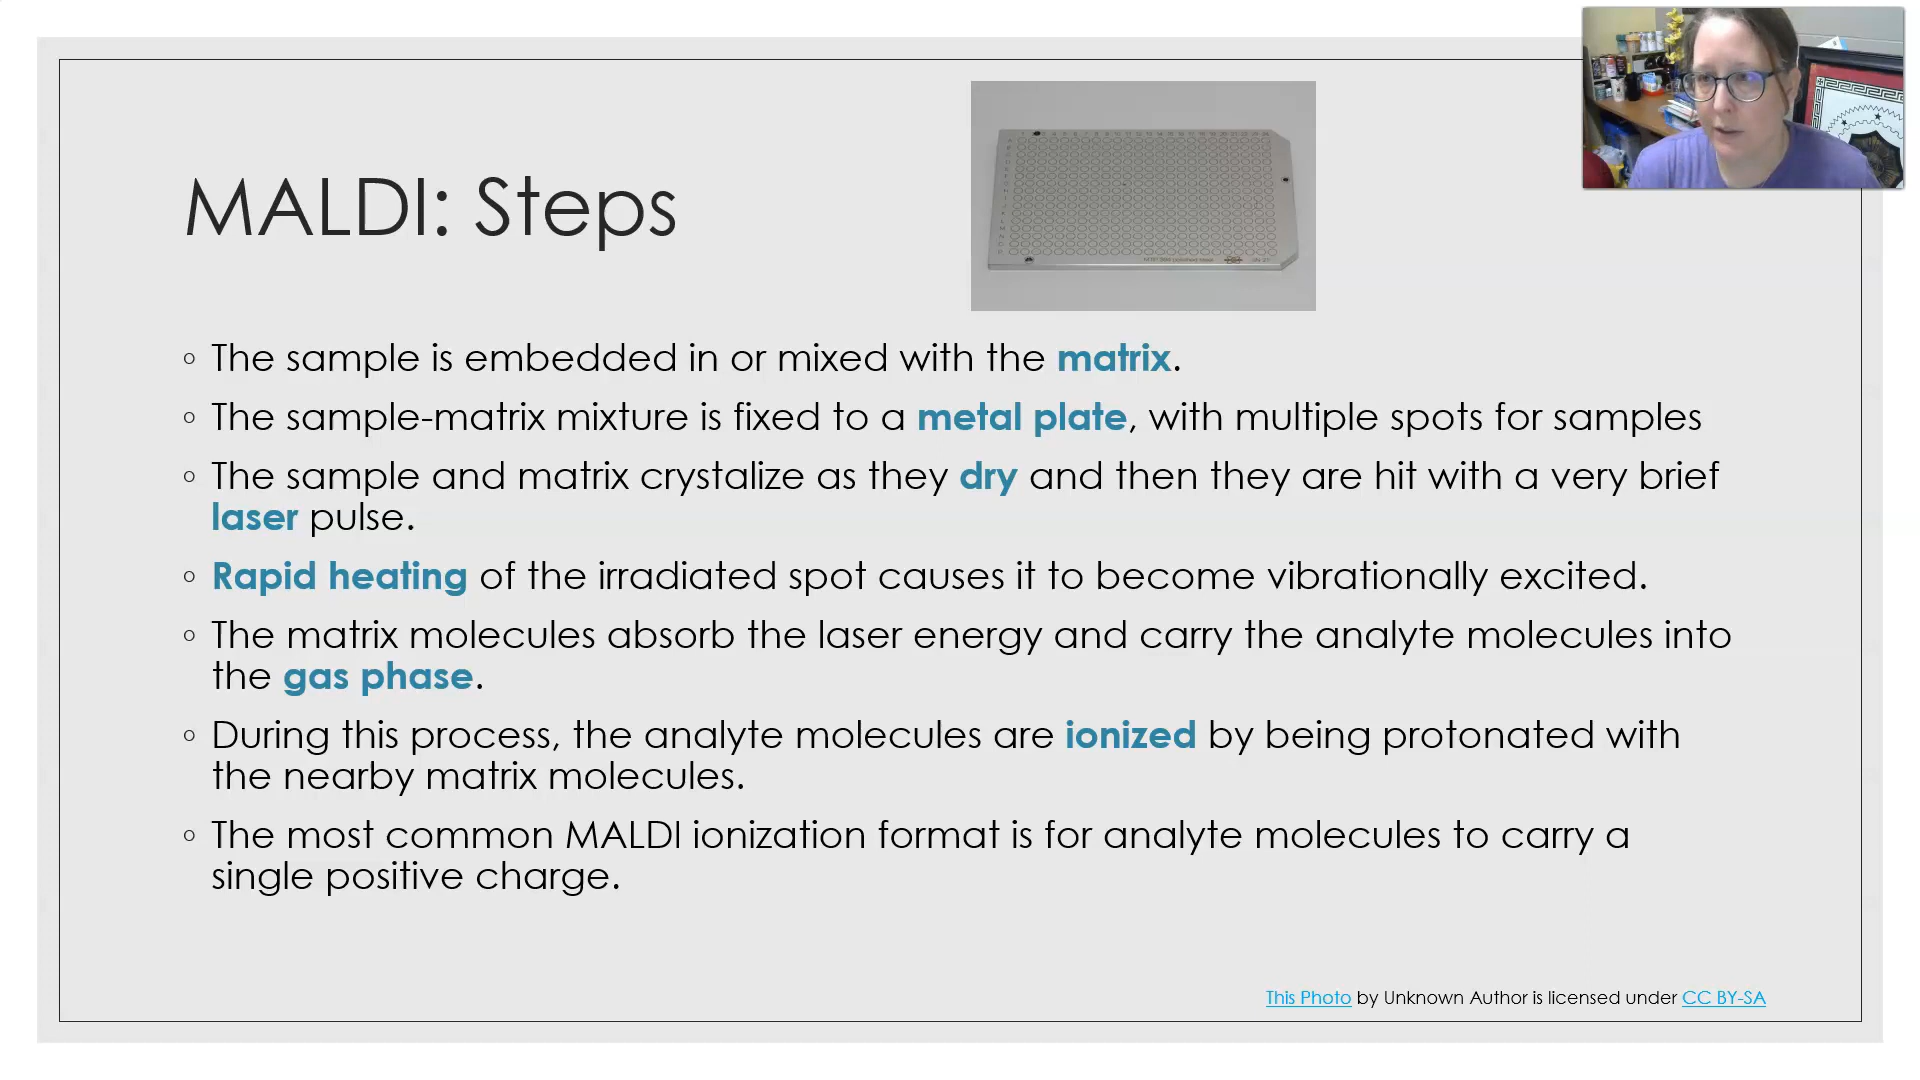 MALDI: Steps
The sample is embedded in or mixed with the matrix.
The sample-matrix mixture is fixed to a metal plate, with multiple spots for samples
The sample and matrix crystalize as they dry and then they are hit with a very brief
laser pulse.
Rapid heating of the irradiated spot causes it to become vibrationally excited.
The matrix molecules absorb the laser energy and carry the analyte molecules into
the gas phase.
During this process, the analyte molecules are ionized by being protonated with
the nearby matrix molecules.
The most common MALDI ionization format is for analyte molecules to carry a
single positive charge.
This Photo by Unknown Author is licensed under CC BY-SA